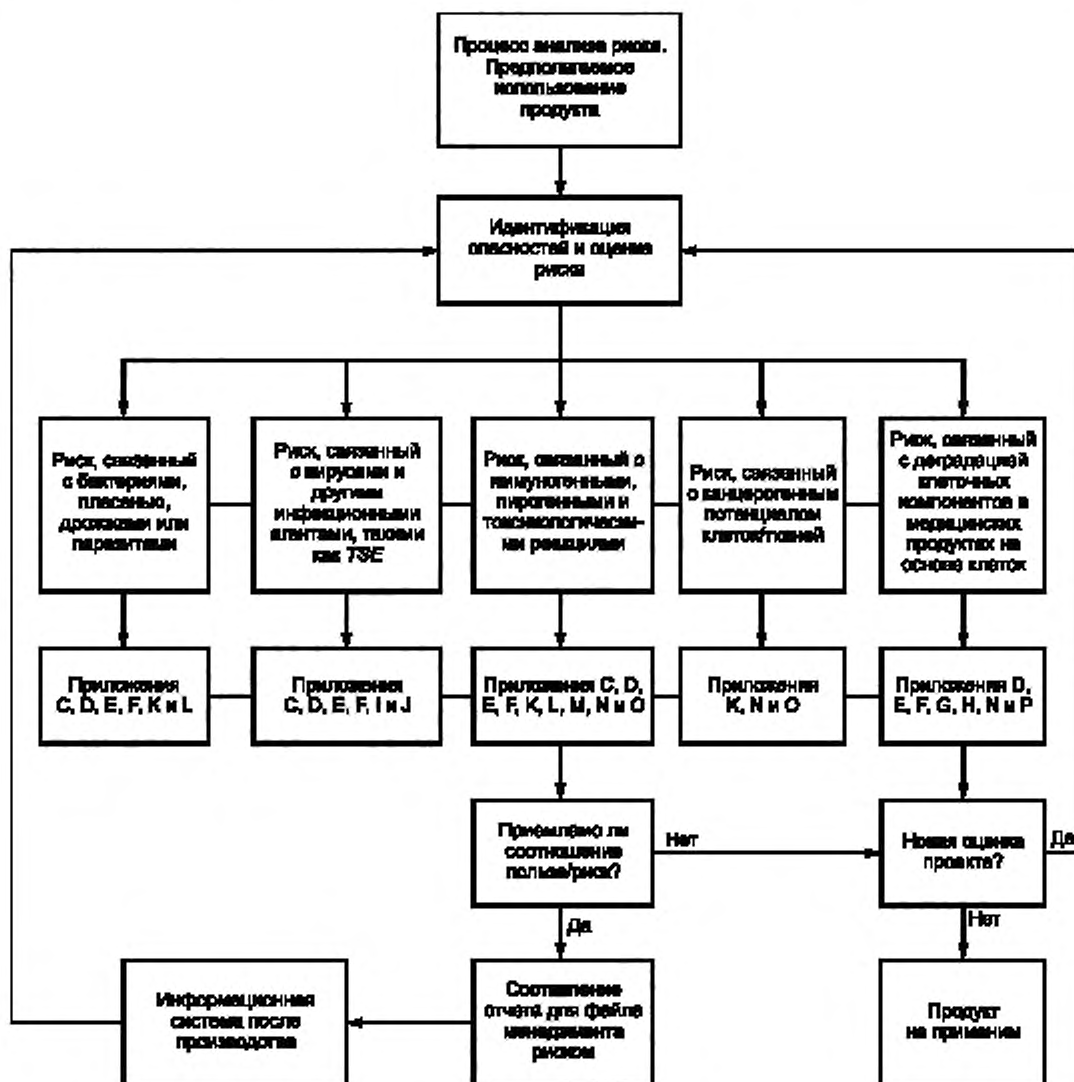 Процесс анализа риска.
Предполагаемое
использование
продукта
Идентификация
опасностей и оценка
риска
Риск, связанный
с бактериями,
плесенью,
дрожжами или
паразитами
Риск, связанный
с вирусами и
другими
инфекционными
агентами, такими
как TSE
Риск, связанный с
иммуногенными,
пирогенными и
токсикологически-
ми реакциями
Риск, связанный
с канцерогенным
потенциалом
клеток/тканей
Риск, связанный
с деградацией
клеточных
компонентов в
медицинских
продуктах на
основе клеток
Приложения
C, D, E, F, K и L
Приложения
C, D, E, F, I и J
Приложения C, D,
E, F, K, L, M, N и O
Приложения
K, N и O
Приложения D,
E, F, G, H, N и P
Приемлемо ли
соотношение
польза/риск?
Нет
Новая оценка
проекта?
Да
Да
Нет
Информационная
система после
производства
Составление
отчета для файла
менеджмента
риском
Продукт
не применим